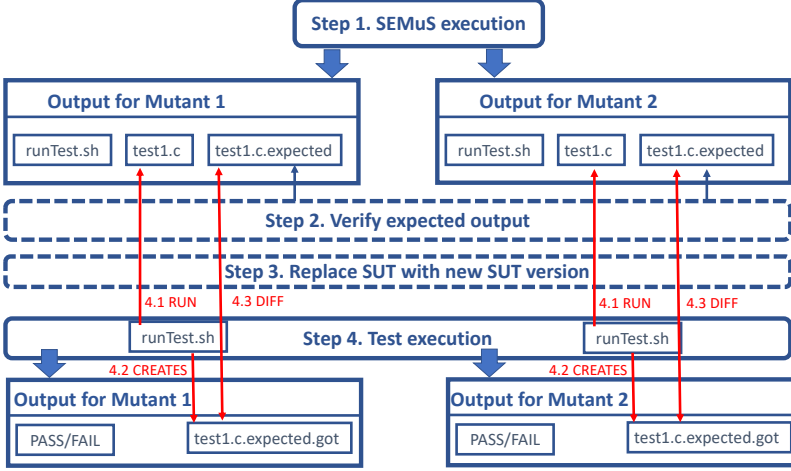 Step 1. SEMuS execution
Output for Mutant 1
Output for Mutant 2
runTest.sh test1.c test1.c.expected
runTest.sh test1.c test1.c.expected
Step 2. Verify expected output
Step 3. Replace SUT with new SUT version
4.1 RUN 4.3 DIFF
4.1 RUN 4.3 DIFF
Step 4. Test execution
runTest.sh
runTest.sh
4.2 CREATES
4.2 CREATES
Output for Mutant 1
Output for Mutant 2
PASS/FAIL test1.c.expected.got
PASS/FAIL test1.c.expected.got